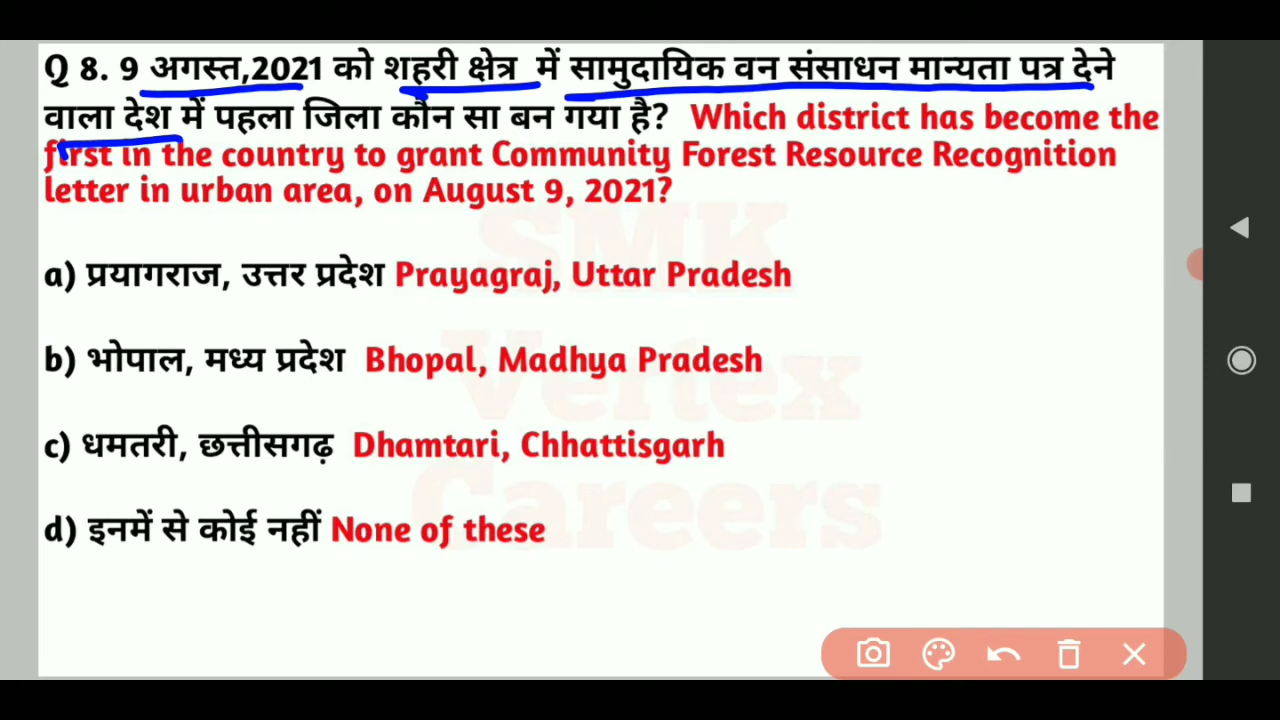 Q 8. 9 अगस्त,2021 को शहरी क्षेत्र में सामुदायिक वन संसाधन मान्यता पत्र देने
वाला देश में पहला जिला कौन सा बन गया है? Which district has become the
first in the country to grant Community Forest Resource Recognition
letter in urban area, on August 9, 2021?
a) प्रयागराज, उत्तर प्रदेश Prayagraj, Uttar Pradesh
b) भोपाल, मध्य प्रदेश Bhopal, Madhya Pradesh
c) धमतरी, छत्तीसगढ़ Dhamtari, Chhattisgarh
d) इनमें से कोई नहीं None of these
SMK
Vertex
Careers